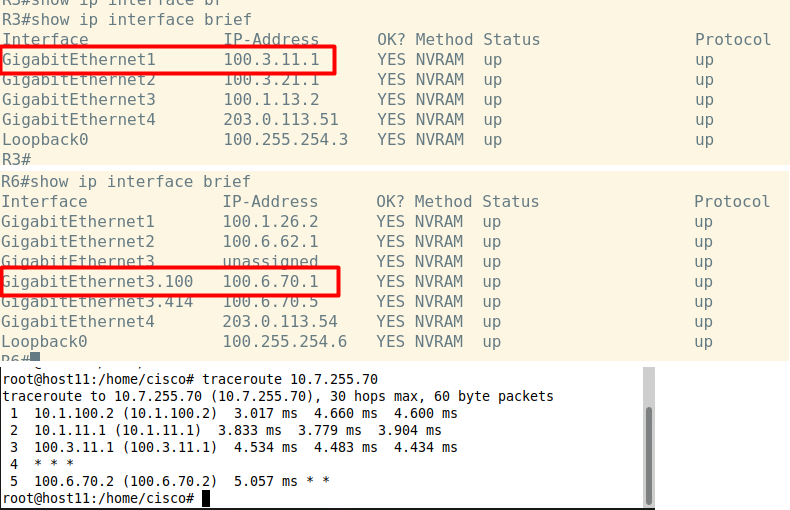 R3#show ip interface br
R3#show ip interface brief
Interface IP-Address OK? Method Status Protocol
GigabitEthernet1 100.3.11.1 YES NVRAM up up
GigabitEthernet2 100.3.21.1 YES NVRAM up up
GigabitEthernet3 100.1.13.2 YES NVRAM up up
GigabitEthernet4 203.0.113.51 YES NVRAM up up
Loopback0 100.255.254.3 YES NVRAM up up
R3#
R6#show ip interface brief
Interface IP-Address OK? Method Status Protocol
GigabitEthernet1 100.1.26.2 YES NVRAM up up
GigabitEthernet2 100.6.62.1 YES NVRAM up up
GigabitEthernet3 unassigned YES NVRAM up up
GigabitEthernet3.100 100.6.70.1 YES NVRAM up up
GigabitEthernet3.414 100.6.70.5 YES NVRAM up up
GigabitEthernet4 203.0.113.54 YES NVRAM up up
Loopback0 100.255.254.6 YES NVRAM up up
R6#
root@host11:/home/cisco# traceroute 10.7.255.70
traceroute to 10.7.255.70 (10.7.255.70), 30 hops max, 60 byte packets
1 10.1.100.2 (10.1.100.2) 3.017 ms 4.660 ms 4.600 ms
2 10.1.11.1 (10.1.11.1) 3.833 ms 3.779 ms 3.904 ms
3 100.3.11.1 (100.3.11.1) 4.534 ms 4.483 ms 4.434 ms
4 * * *
5 100.6.70.2 (100.6.70.2) 5.057 ms * *
root@host11:/home/cisco#